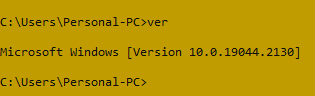 C:\Users\Personal-PC>ver
Microsoft Windows [Version 10.0.19044.2130]
C:\Users\Personal-PC>